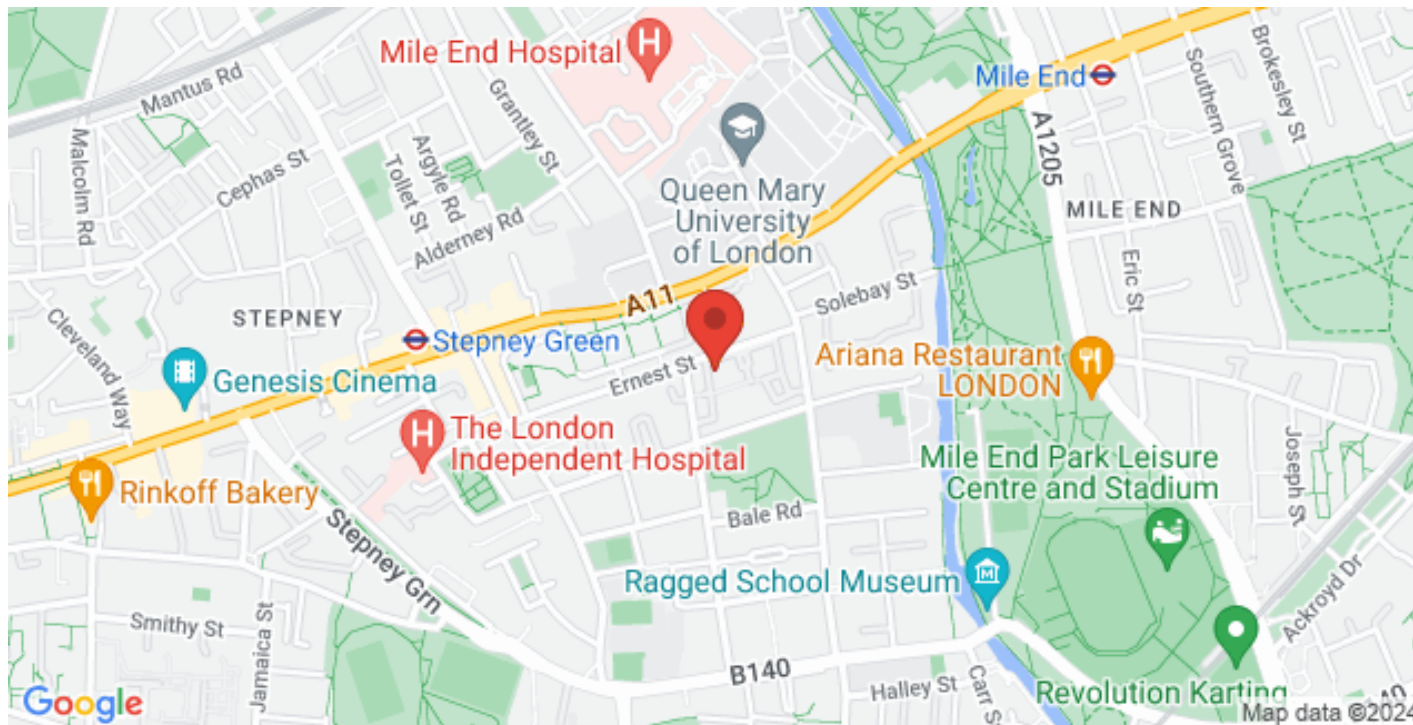 Mile End Hospital
H
Mile End
Brokesley St
Southern Grove
Mantus Rd
Grantley St
Malcolm Rd
Argyle Rd
Tollet St
Cephas St
A1205
Queen Mary
University
of London
MILE END
Alderney Rd
Eric St
A11
Solebay St
STEPNEY
Cleveland Way
Stepney Green
Ariana Restaurant
LONDON
Ernest St
Genesis Cinema
H
The London
Independent Hospital
Joseph St
Mile End Park Leisure
Centre and Stadium
Rinkoff Bakery
Bale Rd
Stepney Grn
Ragged School Museum
M
Ackroyd Dr
Smithy St
Jamaica St
B140
Halley St
Carr S
Revolution Karting
Google
Map data ©2024